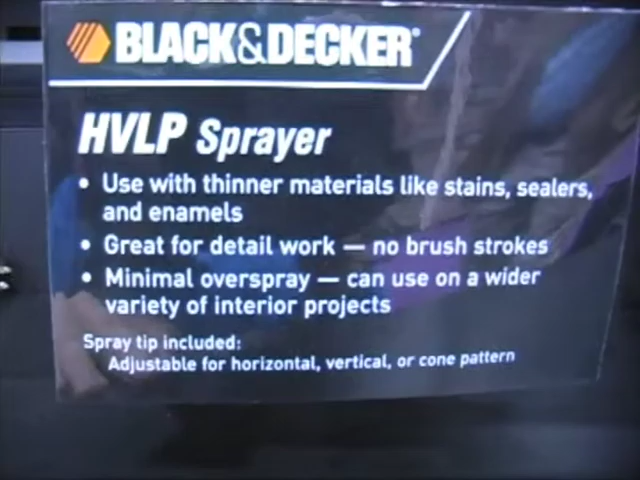 BLACK&DECKER®
HVLP Sprayer
• Use with thinner materials like stains, sealers,
and enamels
• Great for detail work — no brush strokes
• Minimal overspray — can use on a wider
variety of interior projects
Spray tip included:
Adjustable for horizontal, vertical, or cone pattern